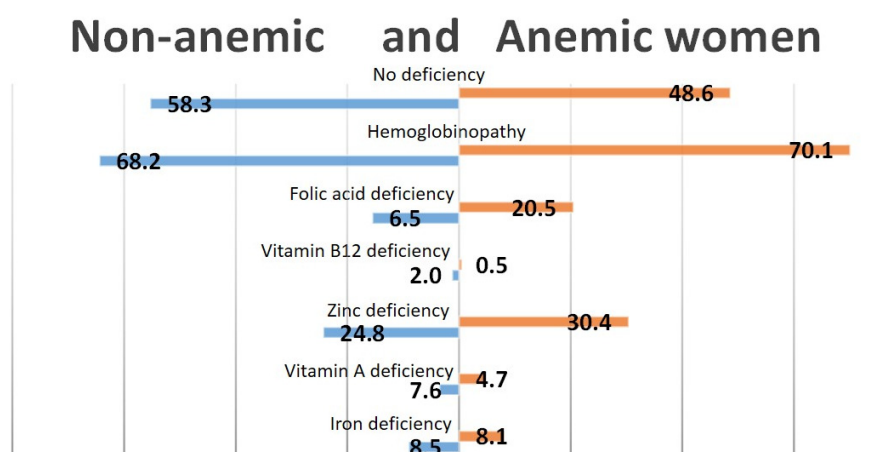 Non-anemic and Anemic women
No deficiency
48.6
58.3
Hemoglobinopathy
70.1
68.2
Folic acid deficiency
20.5
6.5
Vitamin B12 deficiency
0.5
2.0
Zinc deficiency
30.4
24.8
Vitamin A deficiency
4.7
7.6
Iron deficiency
8.1
8.5